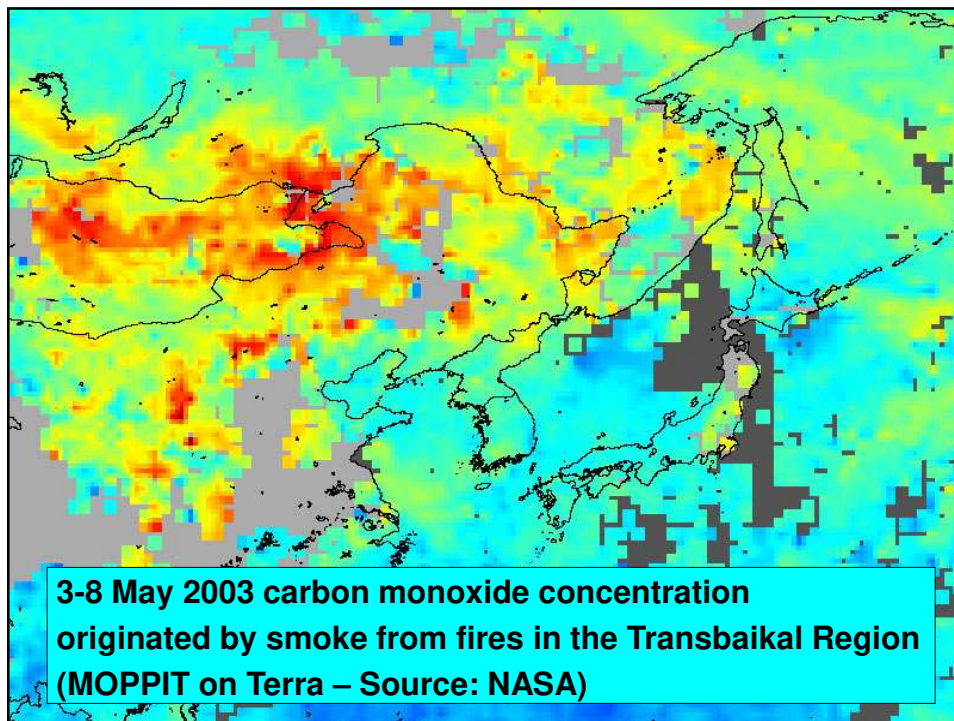 3-8 May 2003 carbon monoxide concentration
originated by smoke from fires in the Transbaikal Region
(MOPPIT on Terra – Source: NASA)